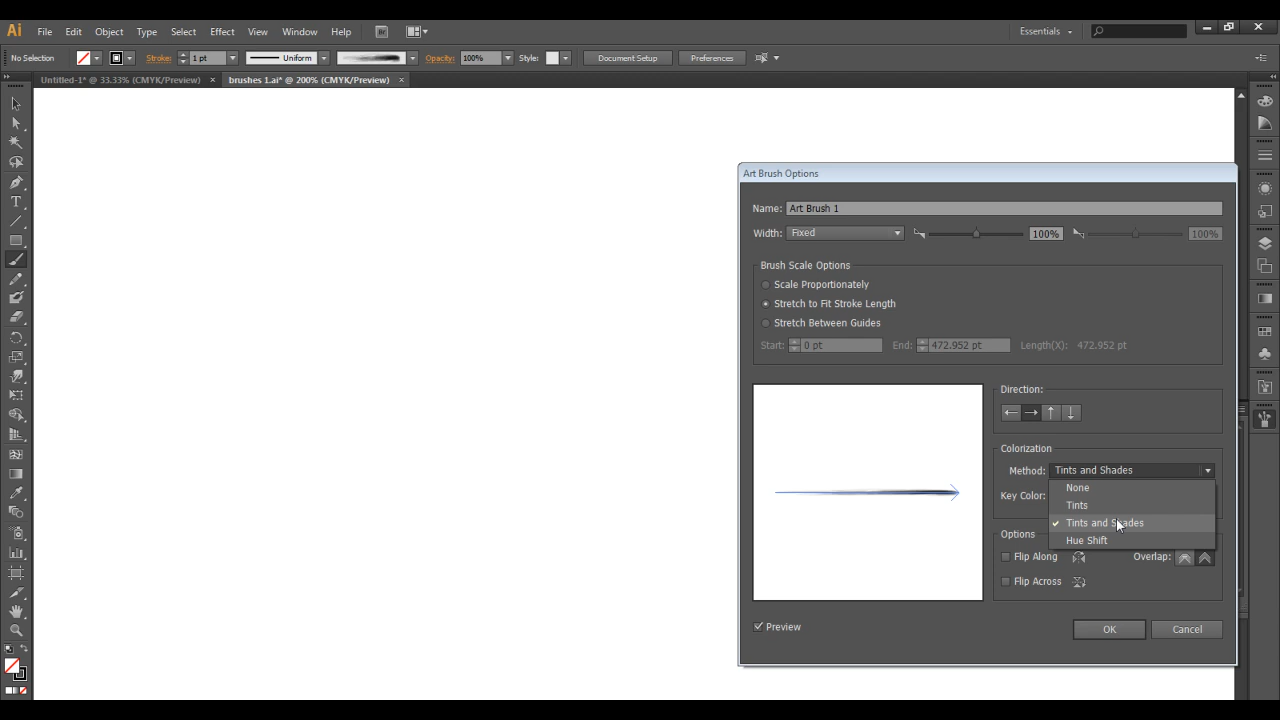 Ai File Edit Object Type Select Effect View Window Help Br Essentials
No Selection Stroke: 1 pt Uniform Opacity: 100% Style: Document Setup Preferences
Untitled-1* @ 33.33% (CMYK/Preview) × brushes 1.ai* @ 200% (CMYK/Preview) ×
Art Brush Options
Name: Art Brush 1
Width: Fixed 100% 100%
Brush Scale Options
Scale Proportionately
Stretch to Fit Stroke Length
Stretch Between Guides
Start: 0 pt End: 472.952 pt Length(X): 472.952 pt
Direction:
Colorization
Method: Tints and Shades
None
Key Color:
Tints
Tints and Shades
Options
Hue Shift
Flip Along Overlap:
Flip Across
Preview
OK Cancel